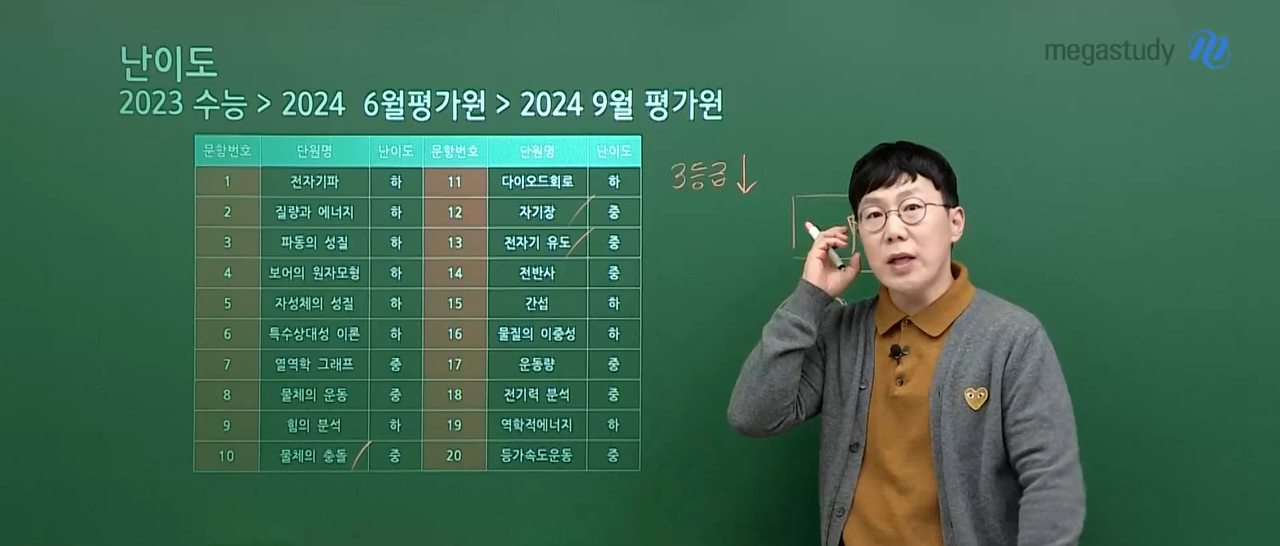 난이도
megastudy
2023 수능 > 2024 6월평가원 > 2024 9월 평가원
문항번호 단원명 난이도 문항번호 단원명 난이도
1 전자기파 하 11 다이오드회로 하
2 질량과 에너지 하 12 자기장 중
3 파동의 성질 하 13 전자기 유도 중
4 보어의 원자모형 하 14 전반사 중
5 자성체의 성질 하 15 간섭 하
6 특수상대성 이론 하 16 물질의 이중성 하
7 열역학 그래프 중 17 운동량 중
8 물체의 운동 중 18 전기력 분석 중
9 힘의 분석 하 19 역학적에너지 하
10 물체의 충돌 중 20 등가속도운동 중
3등급↓